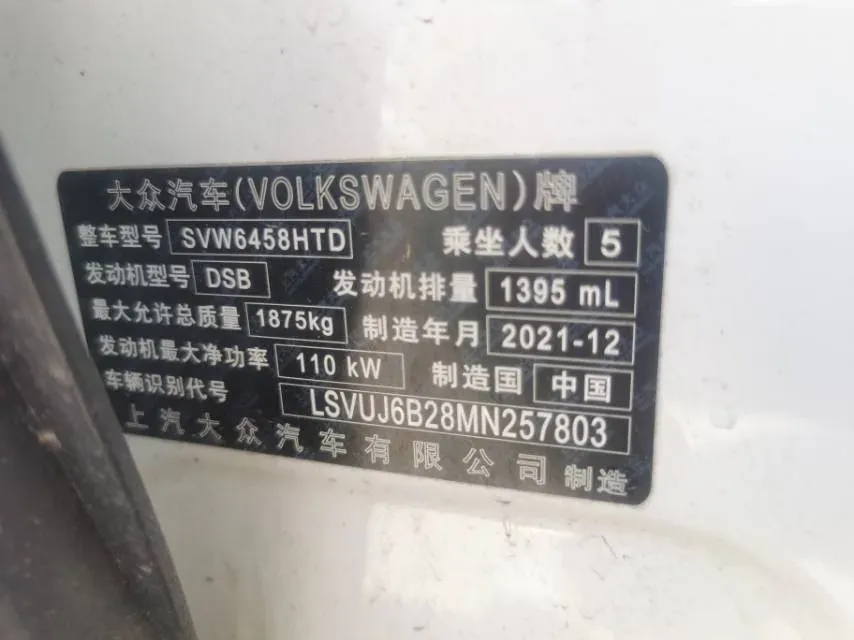 大众汽车(VOLKSWAGEN)牌
整车型号 SVW6458HTD 乘坐人数 5
发动机型号 DSB 发动机排量 1395 mL
最大允许总质量 1875kg 制造年月 2021-12
发动机最大净功率 110 kW 制造国 中国
车辆识别代号 LSVUJ6B28MN257803
上汽大众汽车有限公司制造